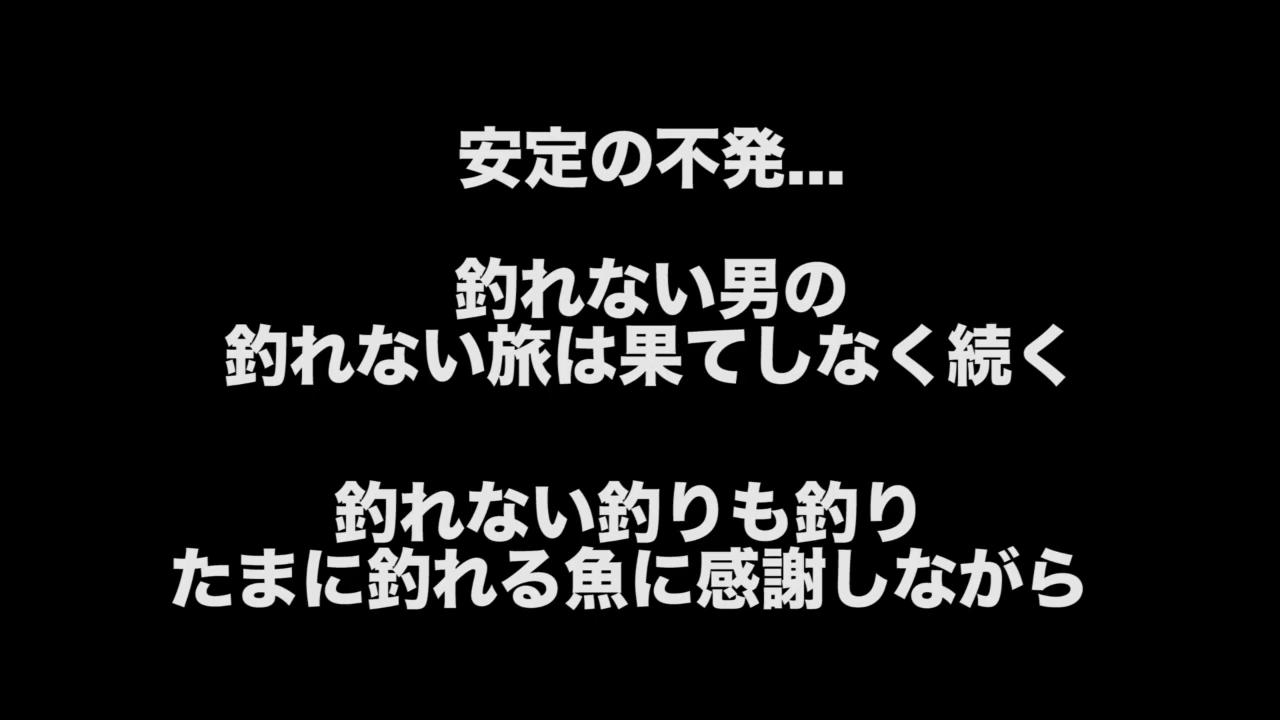 安定の不発...
釣れない男の
釣れない旅は果てしなく続く
釣れない釣りも釣り
たまに釣れる魚に感謝しながら